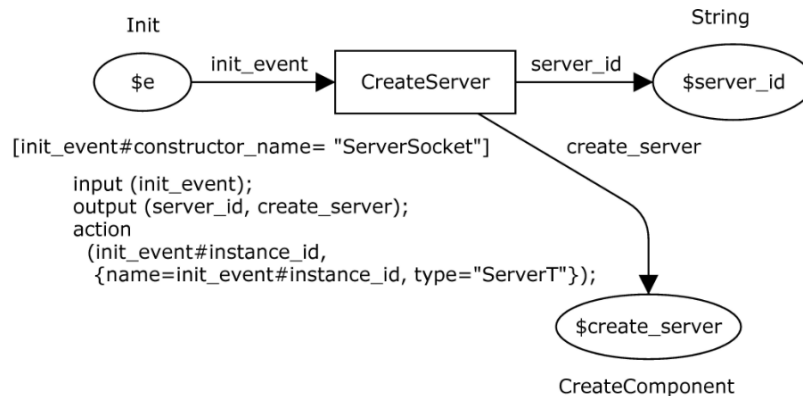 Init
String
$e
init_event
CreateServer
server_id
$server_id
[init_event#constructor_name= "ServerSocket"]
create_server
input (init_event);
output (server_id, create_server);
action
(init_event#instance_id,
{name=init_event#instance_id, type="ServerT"});
$create_server
CreateComponent